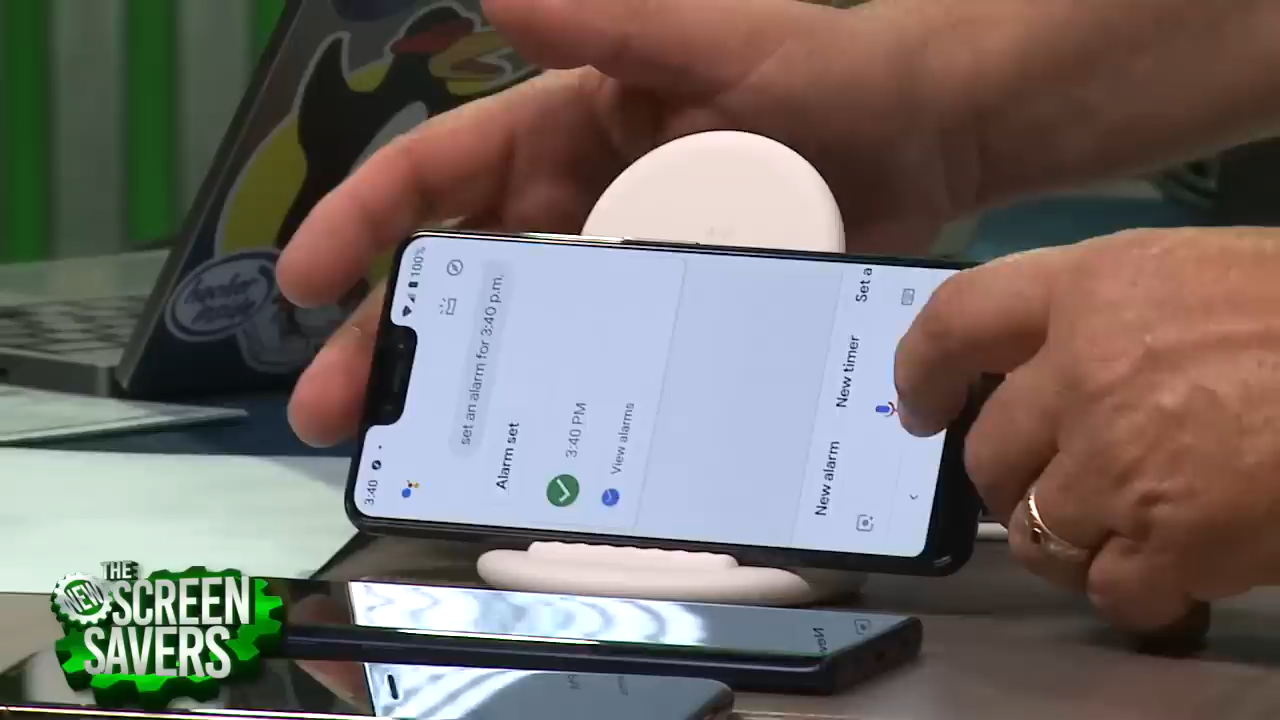 100%
3:40
set an alarm for 3:40 p.m.
Alarm set
3:40 PM
View alarms
New alarm
New timer
Set a
THE
NEW
SCREEN
SAVERS